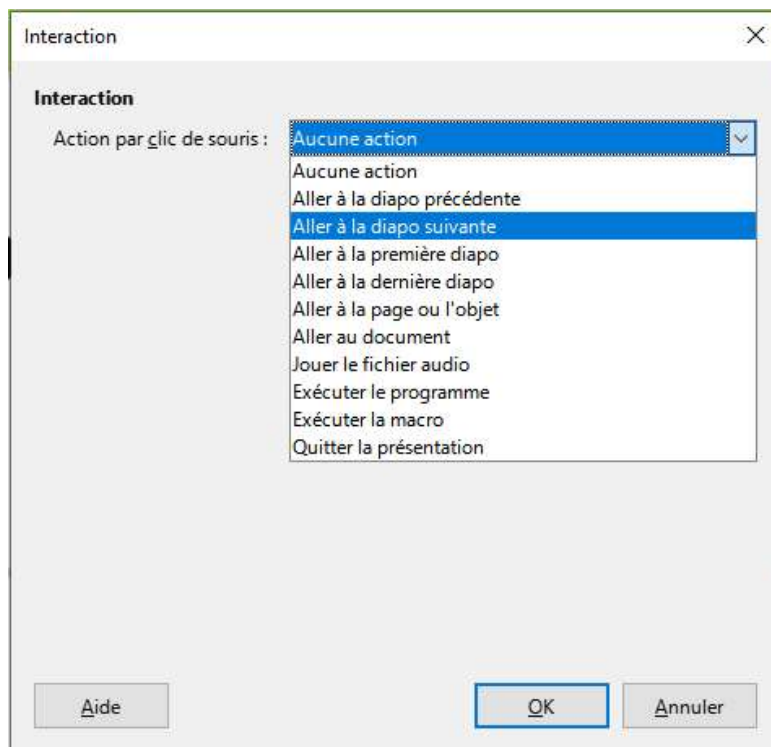 Interaction
Interaction
Action par clic de souris : Aucune action
Aucune action
Aller à la diapo précédente
Aller à la diapo suivante
Aller à la première diapo
Aller à la dernière diapo
Aller à la page ou l'objet
Aller au document
Jouer le fichier audio
Exécuter le programme
Exécuter la macro
Quitter la présentation
Aide OK Annuler